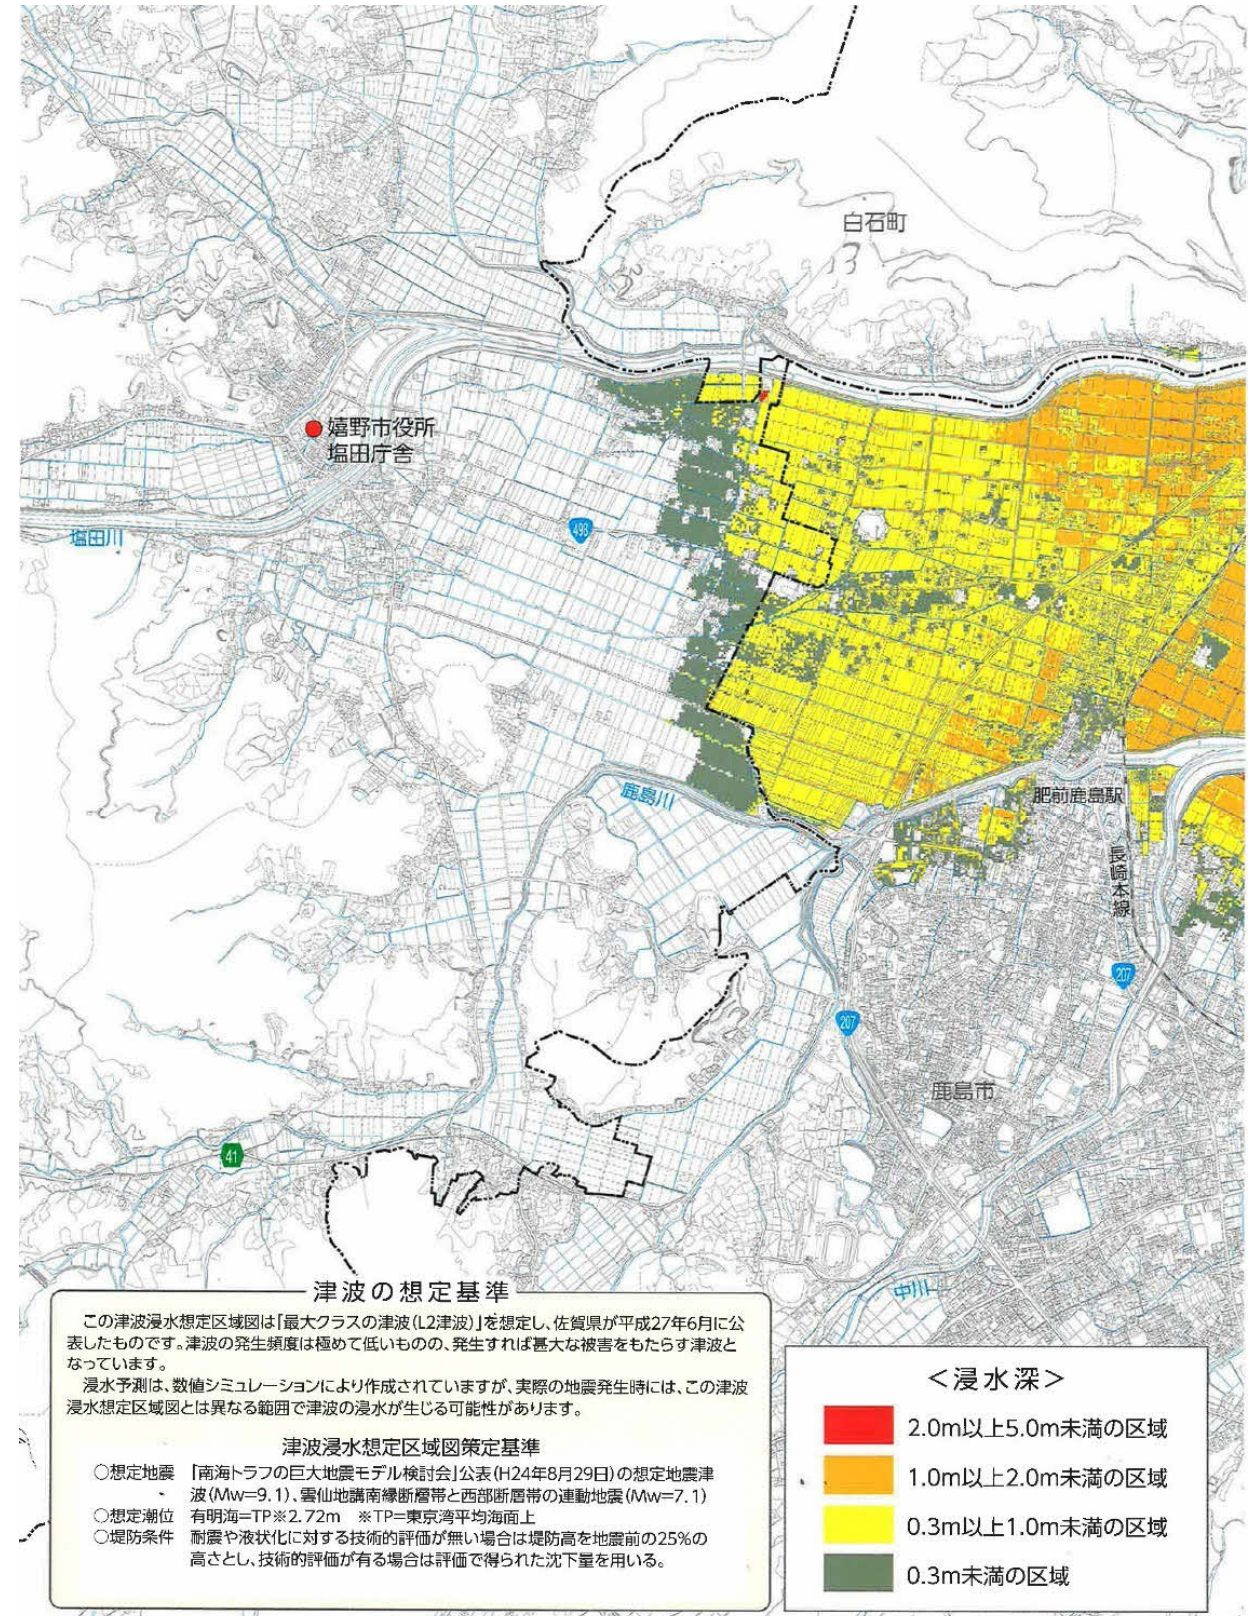 白石町
嬉野市役所
塩田庁舎
塩田川
498
鹿島川
肥前鹿島駅
長崎本線
207
207
鹿島市
41
中川
津波の想定基準
この津波浸水想定区域図は「最大クラスの津波(L2津波)」を想定し、佐賀県が平成27年6月に公
表したものです。津波の発生頻度は極めて低いものの、発生すれば甚大な被害をもたらす津波と
なっています。
浸水予測は、数値シミュレーションにより作成されていますが、実際の地震発生時には、この津波
浸水想定区域図とは異なる範囲で津波の浸水が生じる可能性があります。
津波浸水想定区域図策定基準
○想定地震 「南海トラフの巨大地震モデル検討会」公表(H24年8月29日)の想定地震津
波(Mw=9.1)、雲仙地溝南縁断層帯と西部断層帯の連動地震(Mw=7.1)
○想定潮位 有明海=TP※2.72m ※TP=東京湾平均海面上
○堤防条件 耐震や液状化に対する技術的評価が無い場合は堤防高を地震前の25%の
高さとし、技術的評価が有る場合は評価で得られた沈下量を用いる。
＜浸水深＞
2.0m以上5.0m未満の区域
1.0m以上2.0m未満の区域
0.3m以上1.0m未満の区域
0.3m未満の区域